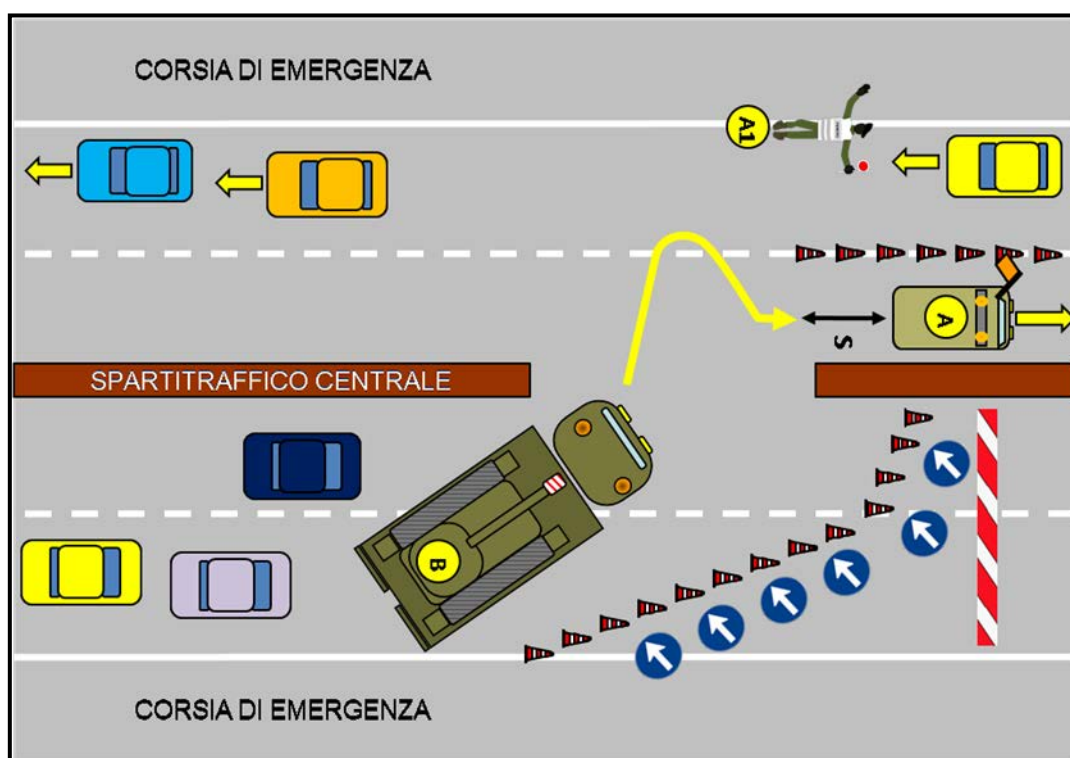 CORSIA DI EMERGENZA
A1
A
S
SPARTITRAFFICO CENTRALE
B
CORSIA DI EMERGENZA